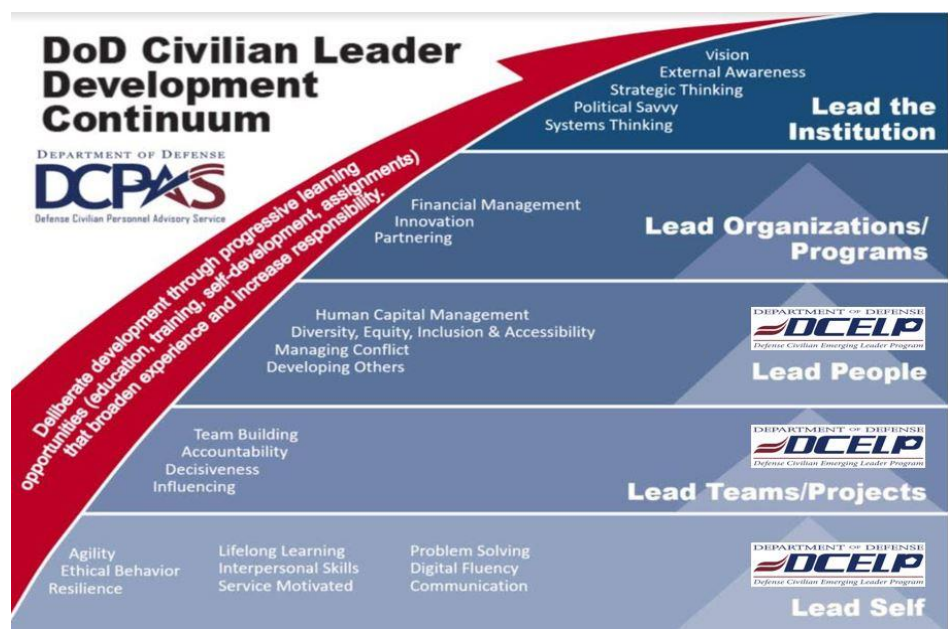 DoD Civilian Leader
Development
Continuum
DEPARTMENT OF DEFENSE
DCPAS
Defense Civilian Personnel Advisory Service
Deliberate development through progressive learning
opportunities (education, training, self-development, assignments)
that broaden experience and increase responsibility.
Vision
External Awareness
Strategic Thinking
Political Savvy
Systems Thinking
Lead the
Institution
Financial Management
Innovation
Partnering
Lead Organizations/
Programs
Human Capital Management
Diversity, Equity, Inclusion & Accessibility
Managing Conflict
Developing Others
DEPARTMENT OF DEFENSE
DCELP
Defense Civilian Emerging Leader Program
Lead People
Team Building
Accountability
Decisiveness
Influencing
DEPARTMENT OF DEFENSE
DCELP
Defense Civilian Emerging Leader Program
Lead Teams/Projects
Agility
Ethical Behavior
Resilience
Lifelong Learning
Interpersonal Skills
Service Motivated
Problem Solving
Digital Fluency
Communication
DEPARTMENT OF DEFENSE
DCELP
Defense Civilian Emerging Leader Program
Lead Self